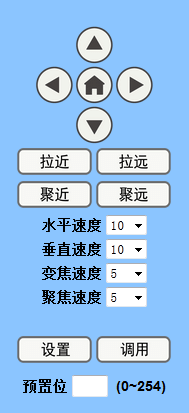 拉近 拉远
聚近 聚远
水平速度 10
垂直速度 10
变焦速度 5
聚焦速度 5
设置 调用
预置位 (0~254)